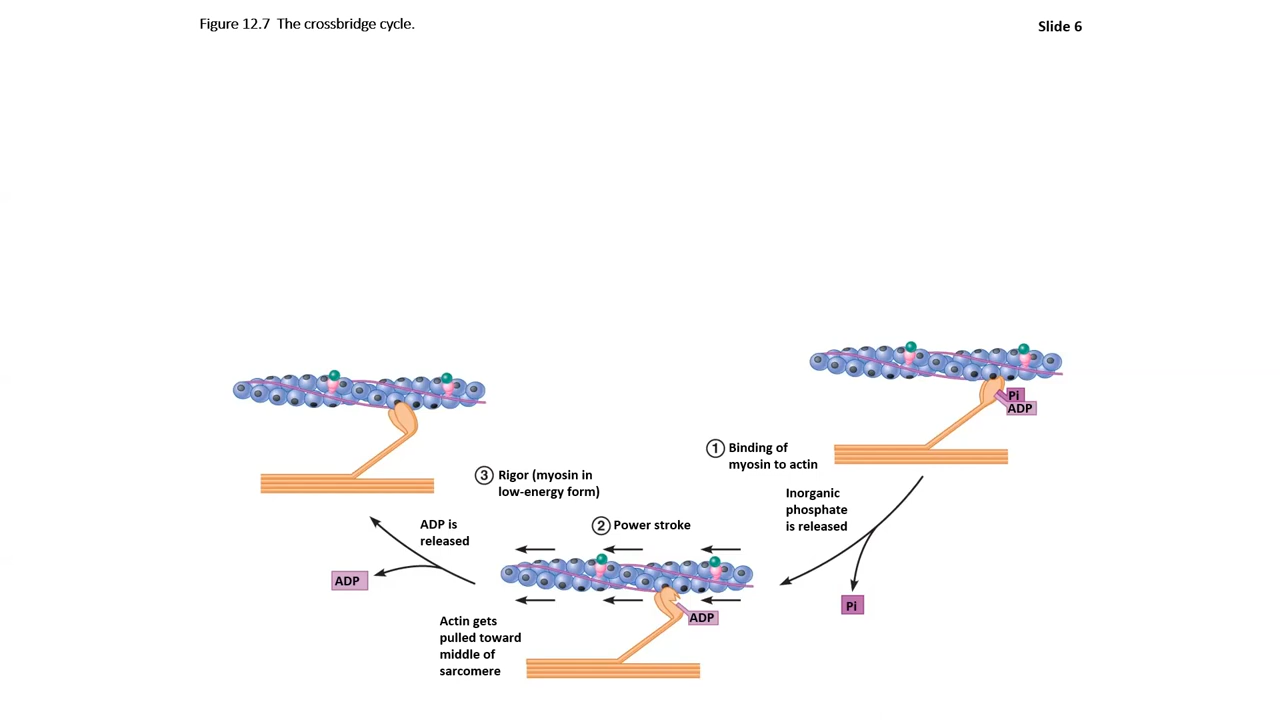 Figure 12.7 The crossbridge cycle.
Slide 6
Pi
ADP
1 Binding of
myosin to actin
Inorganic
phosphate
is released
Pi
2 Power stroke
ADP
Actin gets
pulled toward
middle of
sarcomere
3 Rigor (myosin in
low-energy form)
ADP is
released
ADP